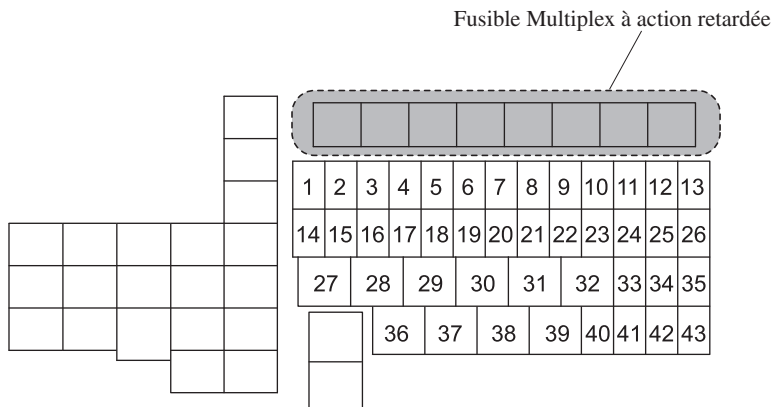 Fusible Multiplex à action retardée
1 2 3 4 5 6 7 8 9 10 11 12 13
14 15 16 17 18 19 20 21 22 23 24 25 26
27 28 29 30 31 32 33 34 35
36 37 38 39 40 41 42 43